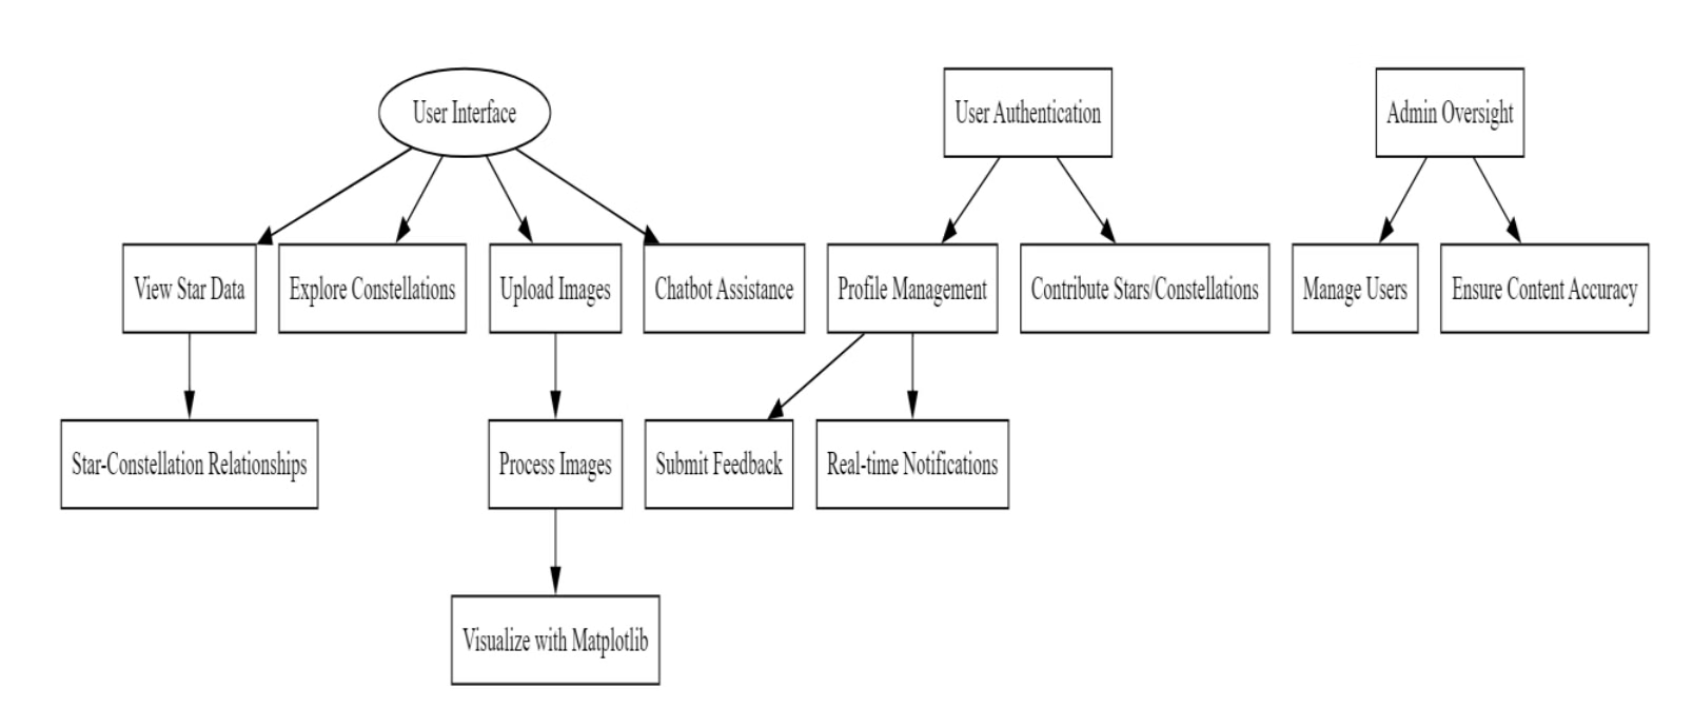 User Interface
User Authentication
Admin Oversight
View Star Data
Explore Constellations
Upload Images
Chatbot Assistance
Profile Management
Contribute Stars/Constellations
Manage Users
Ensure Content Accuracy
Star-Constellation Relationships
Process Images
Submit Feedback
Real-time Notifications
Visualize with Matplotlib